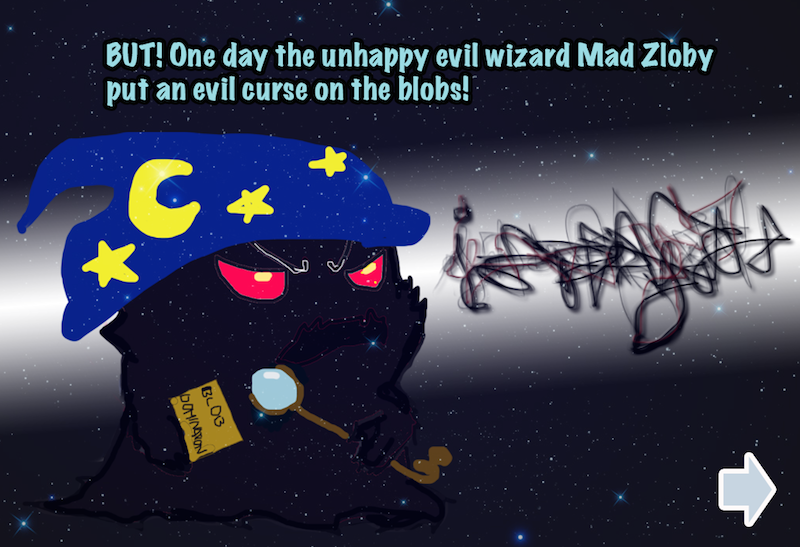 BUT! One day the unhappy evil wizard Mad Zloby
put an evil curse on the blobs!
BLOB
DOMINATION